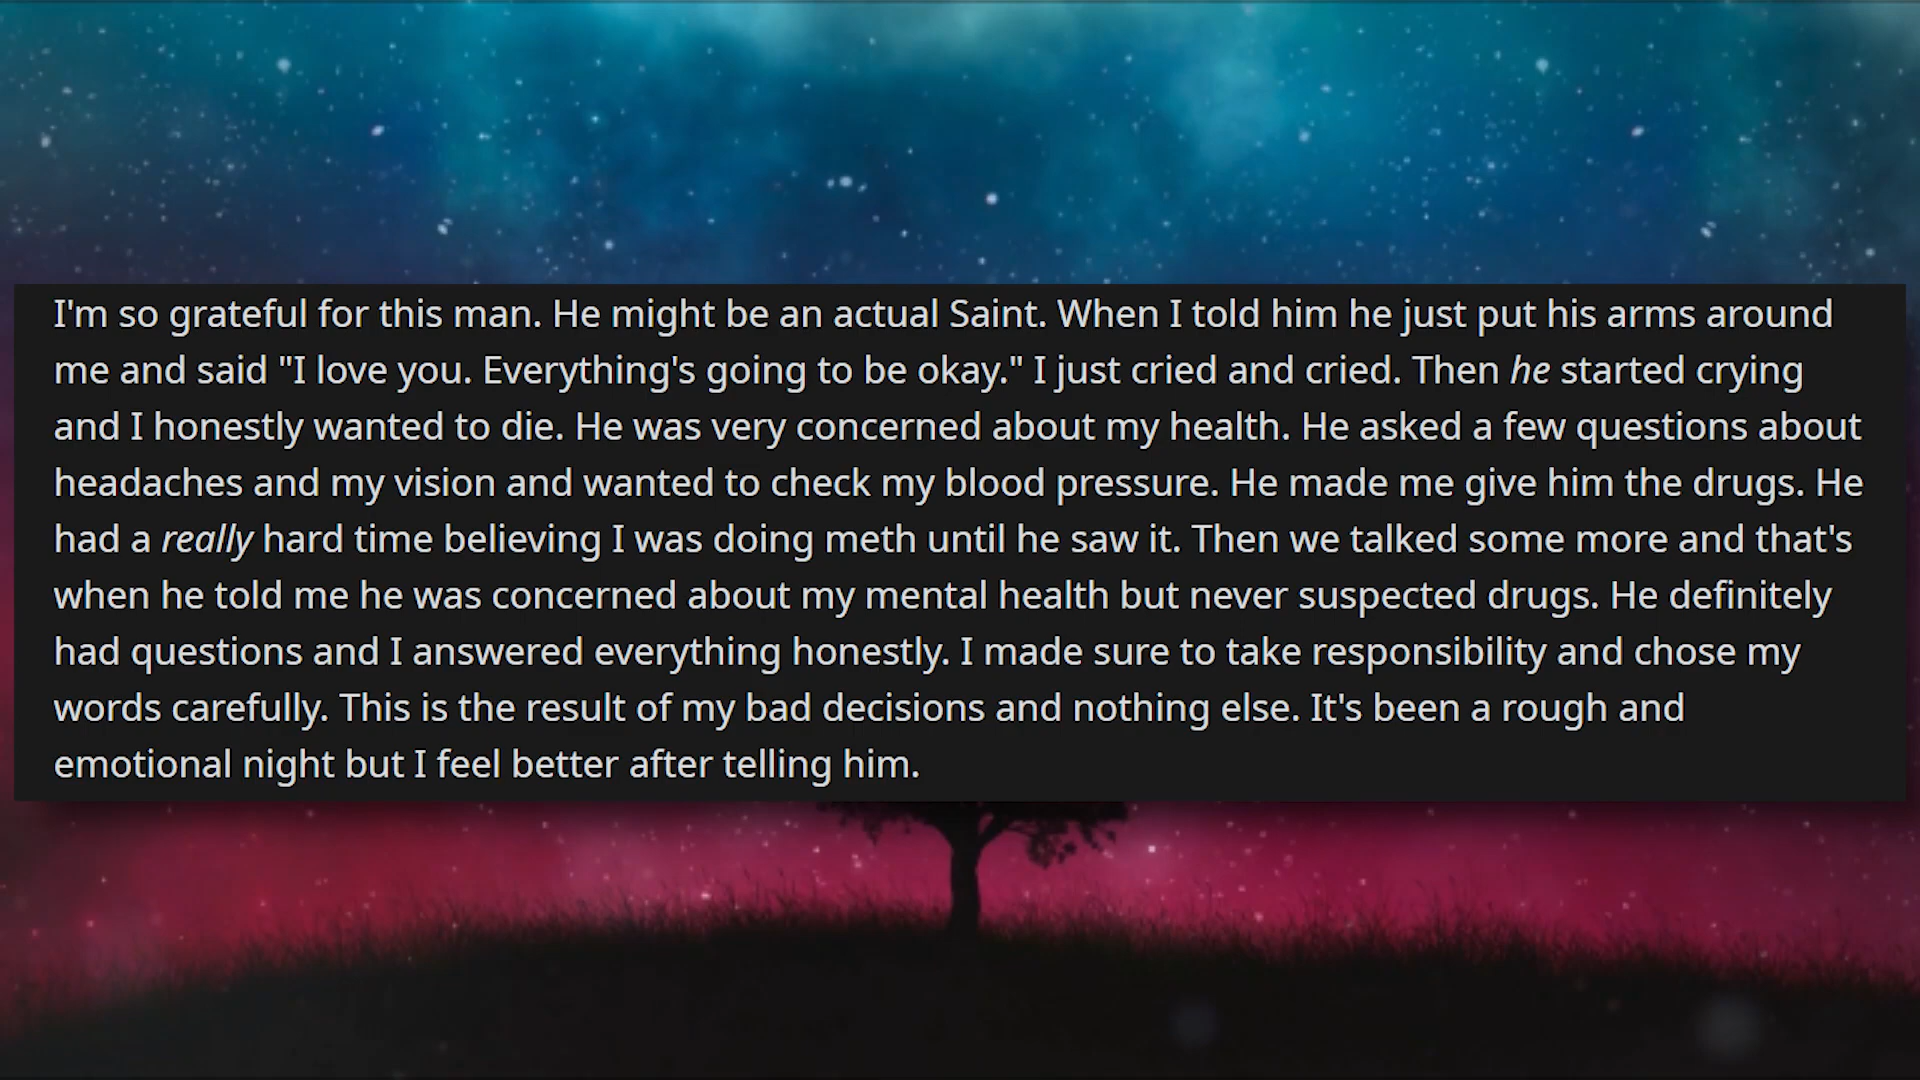 I'm so grateful for this man. He might be an actual Saint. When I told him he just put his arms around
me and said "I love you. Everything's going to be okay." I just cried and cried. Then he started crying
and I honestly wanted to die. He was very concerned about my health. He asked a few questions about
headaches and my vision and wanted to check my blood pressure. He made me give him the drugs. He
had a really hard time believing I was doing meth until he saw it. Then we talked some more and that's
when he told me he was concerned about my mental health but never suspected drugs. He definitely
had questions and I answered everything honestly. I made sure to take responsibility and chose my
words carefully. This is the result of my bad decisions and nothing else. It's been a rough and
emotional night but I feel better after telling him.